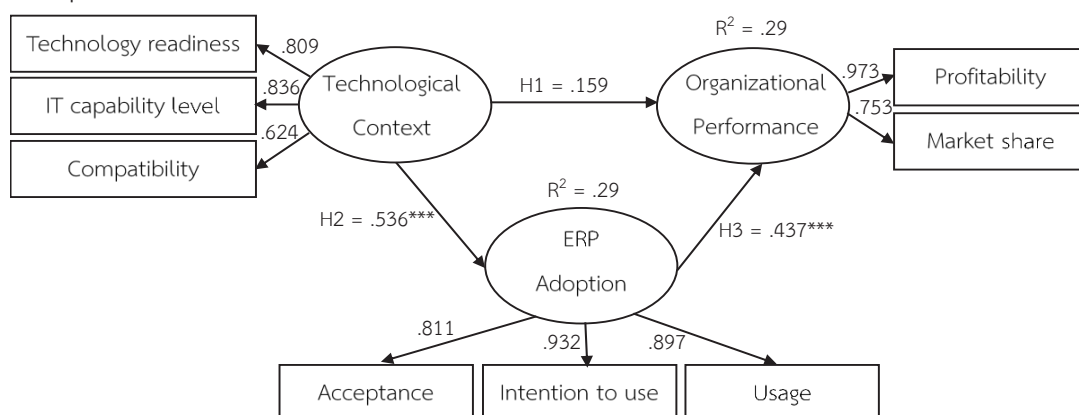 Technology readiness
.809
IT capability level
.836
Compatibility
.624
Technological
Context
H1 = .159
R² = .29
Organizational
Performance
.973
Profitability
.753
Market share
H2 = .536***
R² = .29
ERP
Adoption
H3 = .437***
.811
.932
.897
Acceptance
Intention to use
Usage